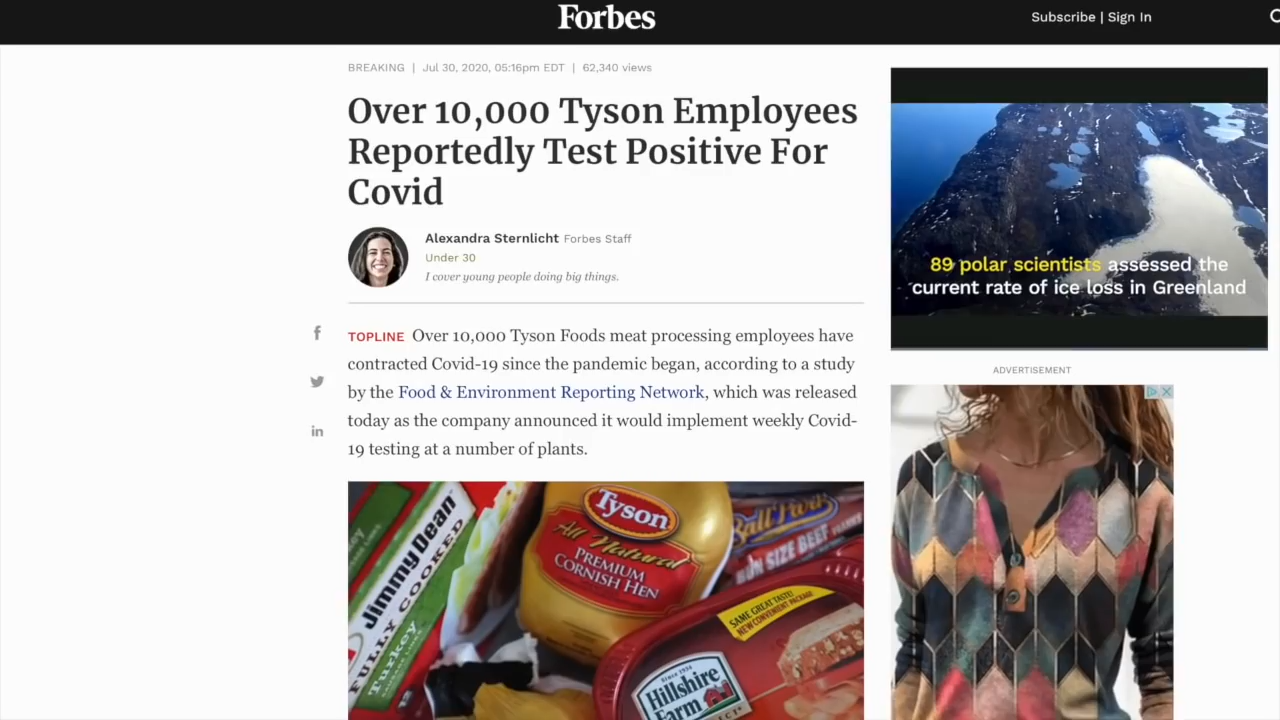 Forbes
Subscribe | Sign In
BREAKING | Jul 30, 2020, 05:16pm EDT | 62,340 views
Over 10,000 Tyson Employees
Reportedly Test Positive For
Covid
Alexandra Sternlicht Forbes Staff
Under 30
I cover young people doing big things.
TOPLINE Over 10,000 Tyson Foods meat processing employees have
contracted Covid-19 since the pandemic began, according to a study
by the Food & Environment Reporting Network, which was released
today as the company announced it would implement weekly Covid-
19 testing at a number of plants.
89 polar scientists assessed the
current rate of ice loss in Greenland
ADVERTISEMENT
Jimmy Dean
FULLY COOKED
Turkey
Tyson
All Natural
PREMIUM
CORNISH HEN
Ball Park
BUN SIZE BEEF FRANKS
SAME GREAT TASTE!
NEW CONVENIENT PACKAGE!
Since 1934
Hillshire
Farm